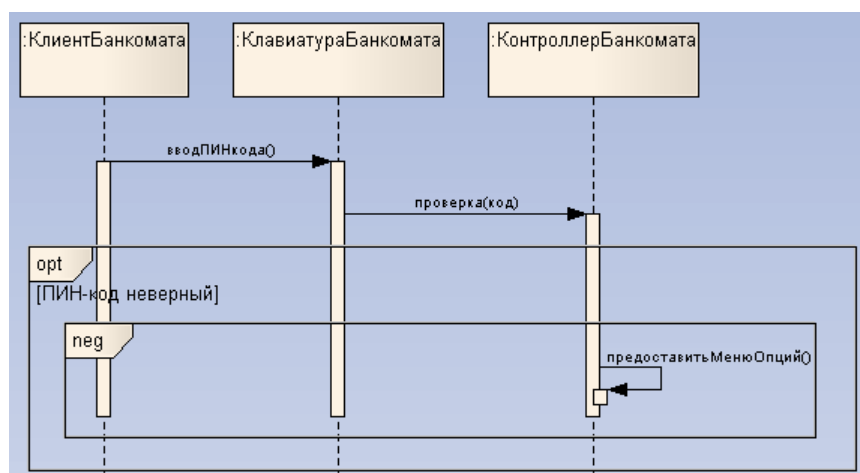 :КлиентБанкомата
:КлавиатураБанкомата
:КонтроллерБанкомата
вводПИНкода()
проверка(код)
opt
[ПИН-код неверный]
neg
предоставитьМенюОпций()